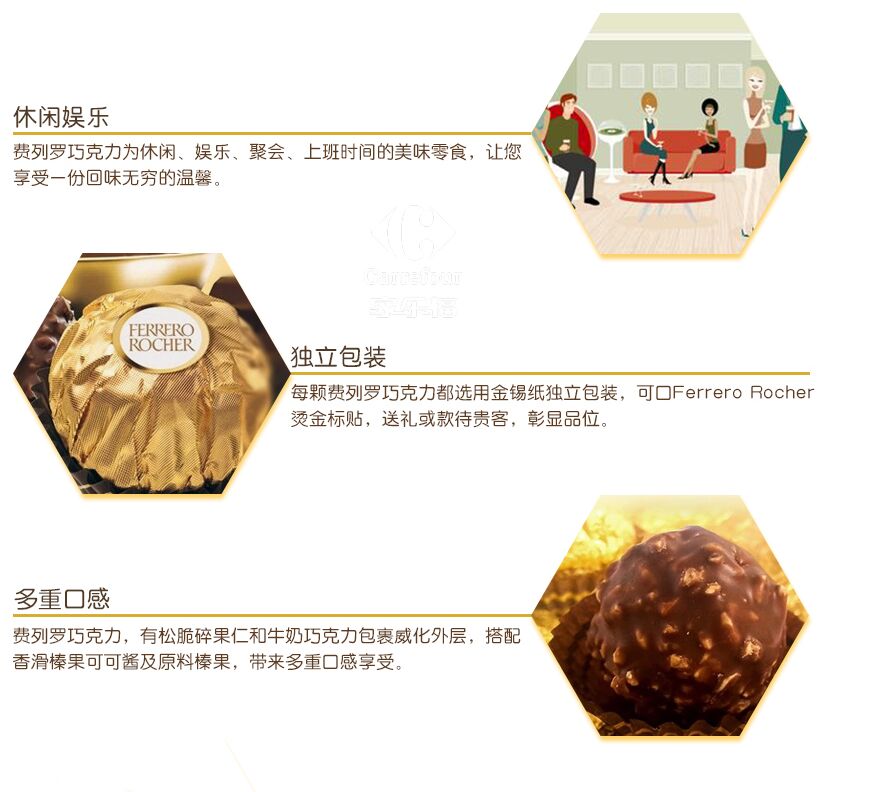 休闲娱乐
费列罗巧克力为休闲、娱乐、聚会、上班时间的美味零食，让您
享受一份回味无穷的温馨。
Carrefour
家乐福
FERRERO
ROCHER
独立包装
每颗费列罗巧克力都选用金锡纸独立包装，可口Ferrero Rocher
烫金标贴，送礼或款待贵客，彰显品位。
多重口感
费列罗巧克力，有松脆碎果仁和牛奶巧克力包裹威化外层，搭配
香滑榛果可可酱及原料榛果，带来多重口感享受。